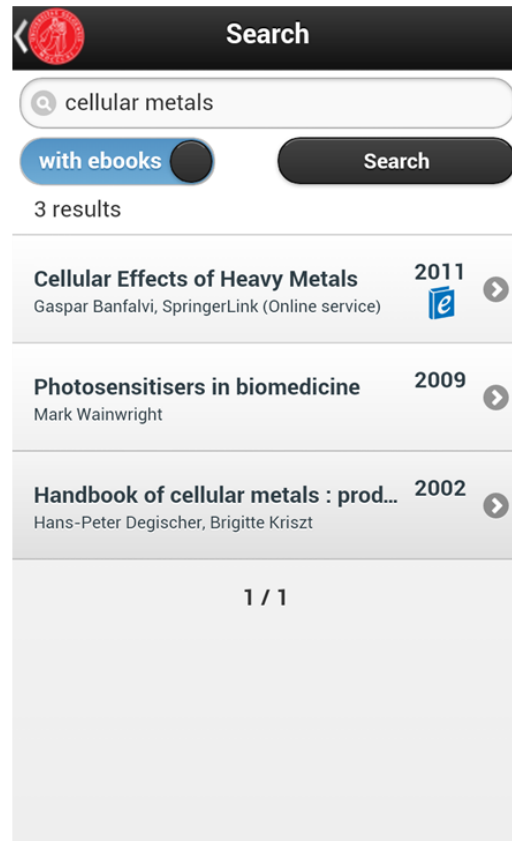 Search
cellular metals
with ebooks
Search
3 results
Cellular Effects of Heavy Metals
2011
Gaspar Banfalvi, SpringerLink (Online service)
e
Photosensitisers in biomedicine
2009
Mark Wainwright
Handbook of cellular metals : prod...
2002
Hans-Peter Degischer, Brigitte Kriszt
1 / 1